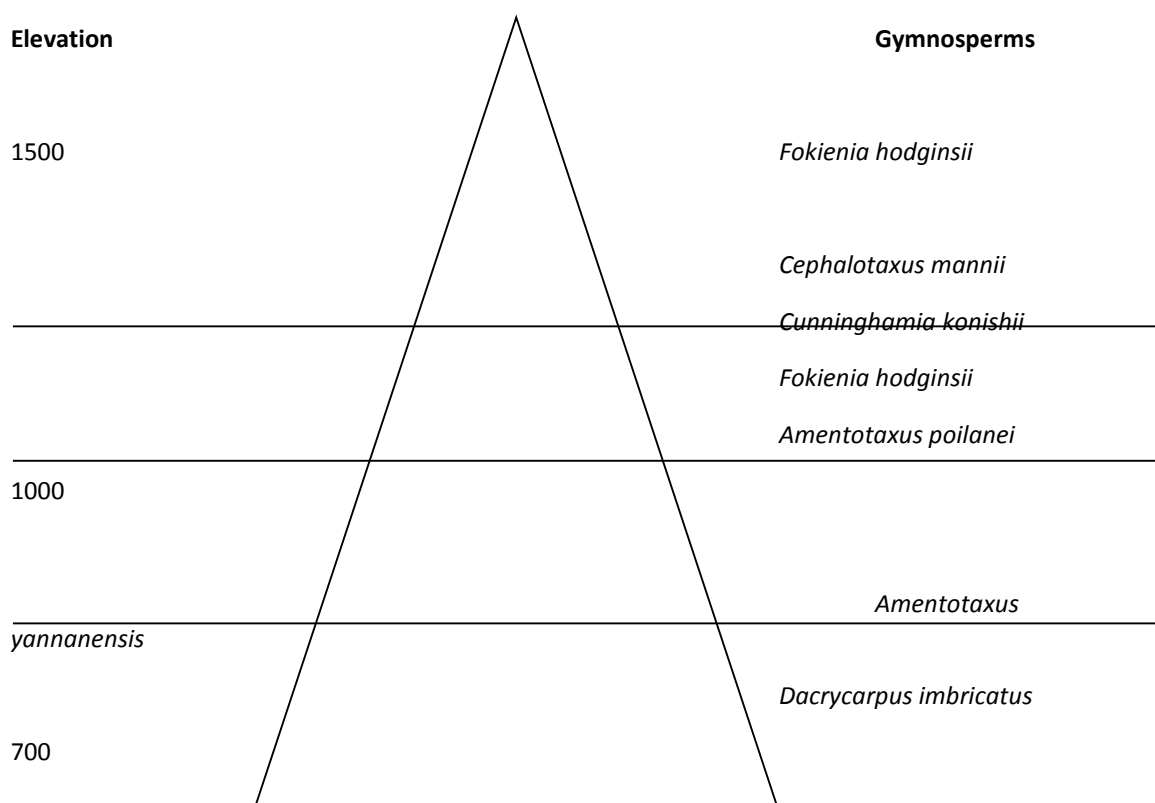 Elevation Gymnosperms
1500 Fokienia hodginsii
Cephalotaxus mannii
Cunninghamia konishii
Fokienia hodginsii
Amentotaxus poilanei
1000
Amentotaxus
yannanensis
Dacrycarpus imbricatus
700